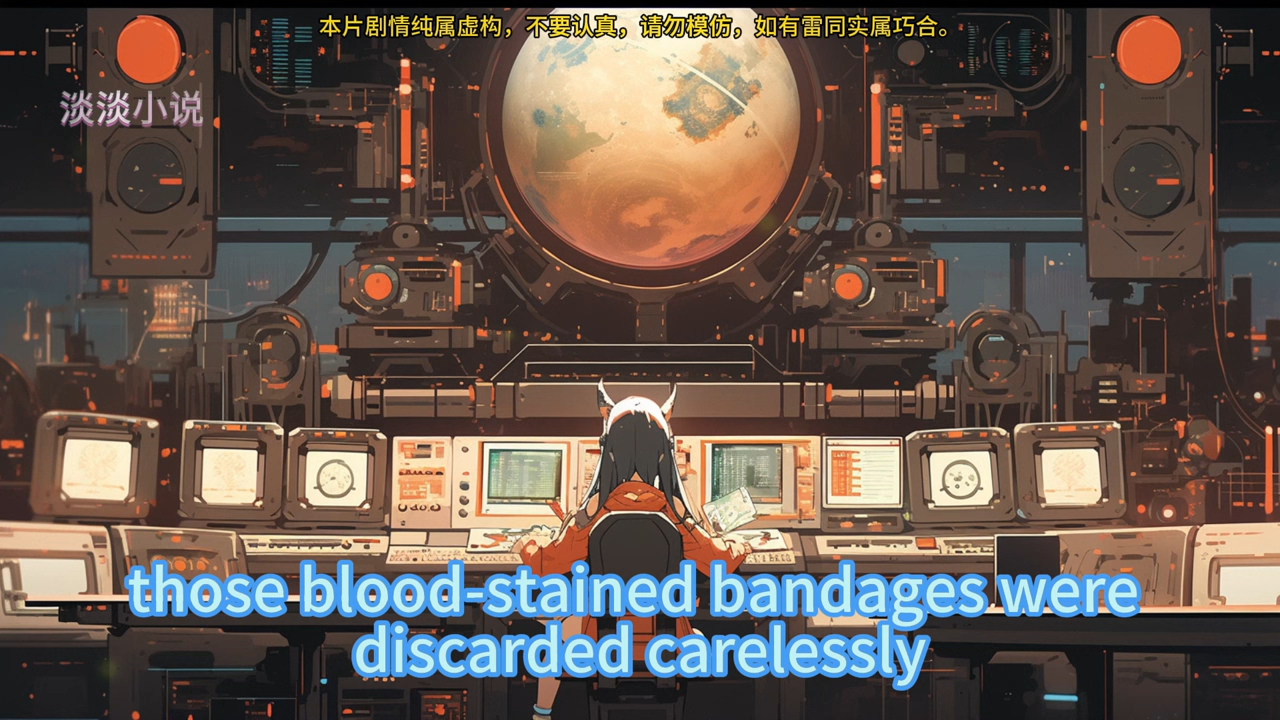 本片剧情纯属虚构，不要认真，请勿模仿，如有雷同实属巧合。
淡淡小说
those blood-stained bandages were
discarded carelessly